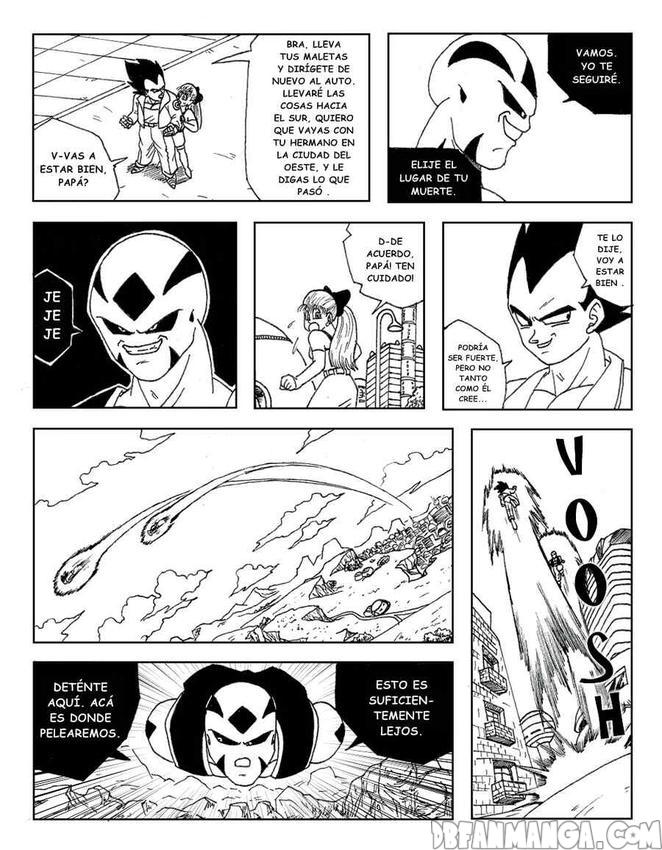 VAMOS.
YO TE
SEGUIRÉ.
ELIJE EL
LUGAR DE TU
MUERTE.
BRA, LLEVA
TUS MALETAS
Y DIRÍGETE DE
NUEVO AL AUTO.
LLEVARÉ LAS
COSAS HACIA
EL SUR, QUIERO
QUE VAYAS CON
TU HERMANO EN
LA CIUDAD DEL
OESTE, Y LE
DIGAS LO QUE
PASÓ .
V-VAS A
ESTAR BIEN,
PAPÁ?
TE LO
DIJE,
VOY A
ESTAR
BIEN .
PODRÍA
SER FUERTE,
PERO NO
TANTO
COMO ÉL
CREE...
D-DE
ACUERDO,
PAPÁ! TEN
CUIDADO!
JE
JE
JE
VOOSH
ESTO ES
SUFICIEN-
TEMENTE
LEJOS.
DETÉNTE
AQUÍ. ACÁ
ES DONDE
PELEAREMOS.
DBFANMANGA.COM